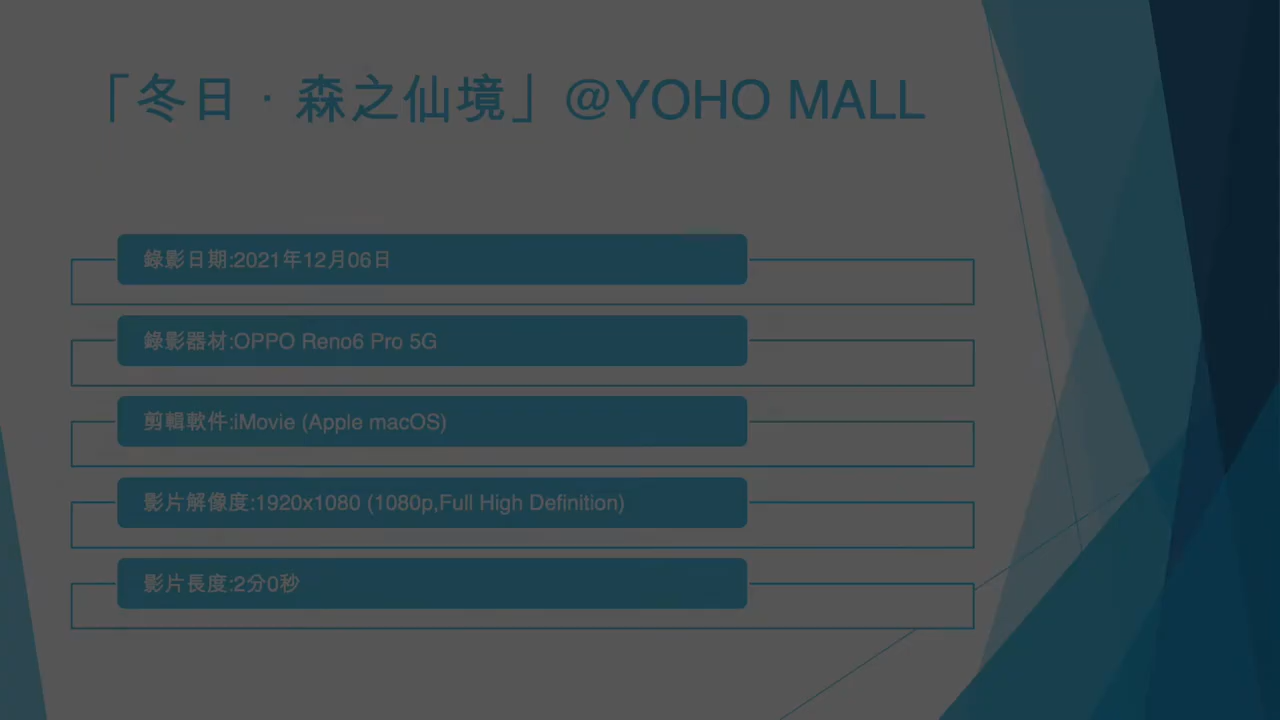 「冬日．森之仙境」@YOHO MALL
錄影日期:2021年12月06日
錄影器材:OPPO Reno6 Pro 5G
剪輯軟件:iMovie (Apple macOS)
影片解像度:1920x1080 (1080p,Full High Definition)
影片長度:2分0秒